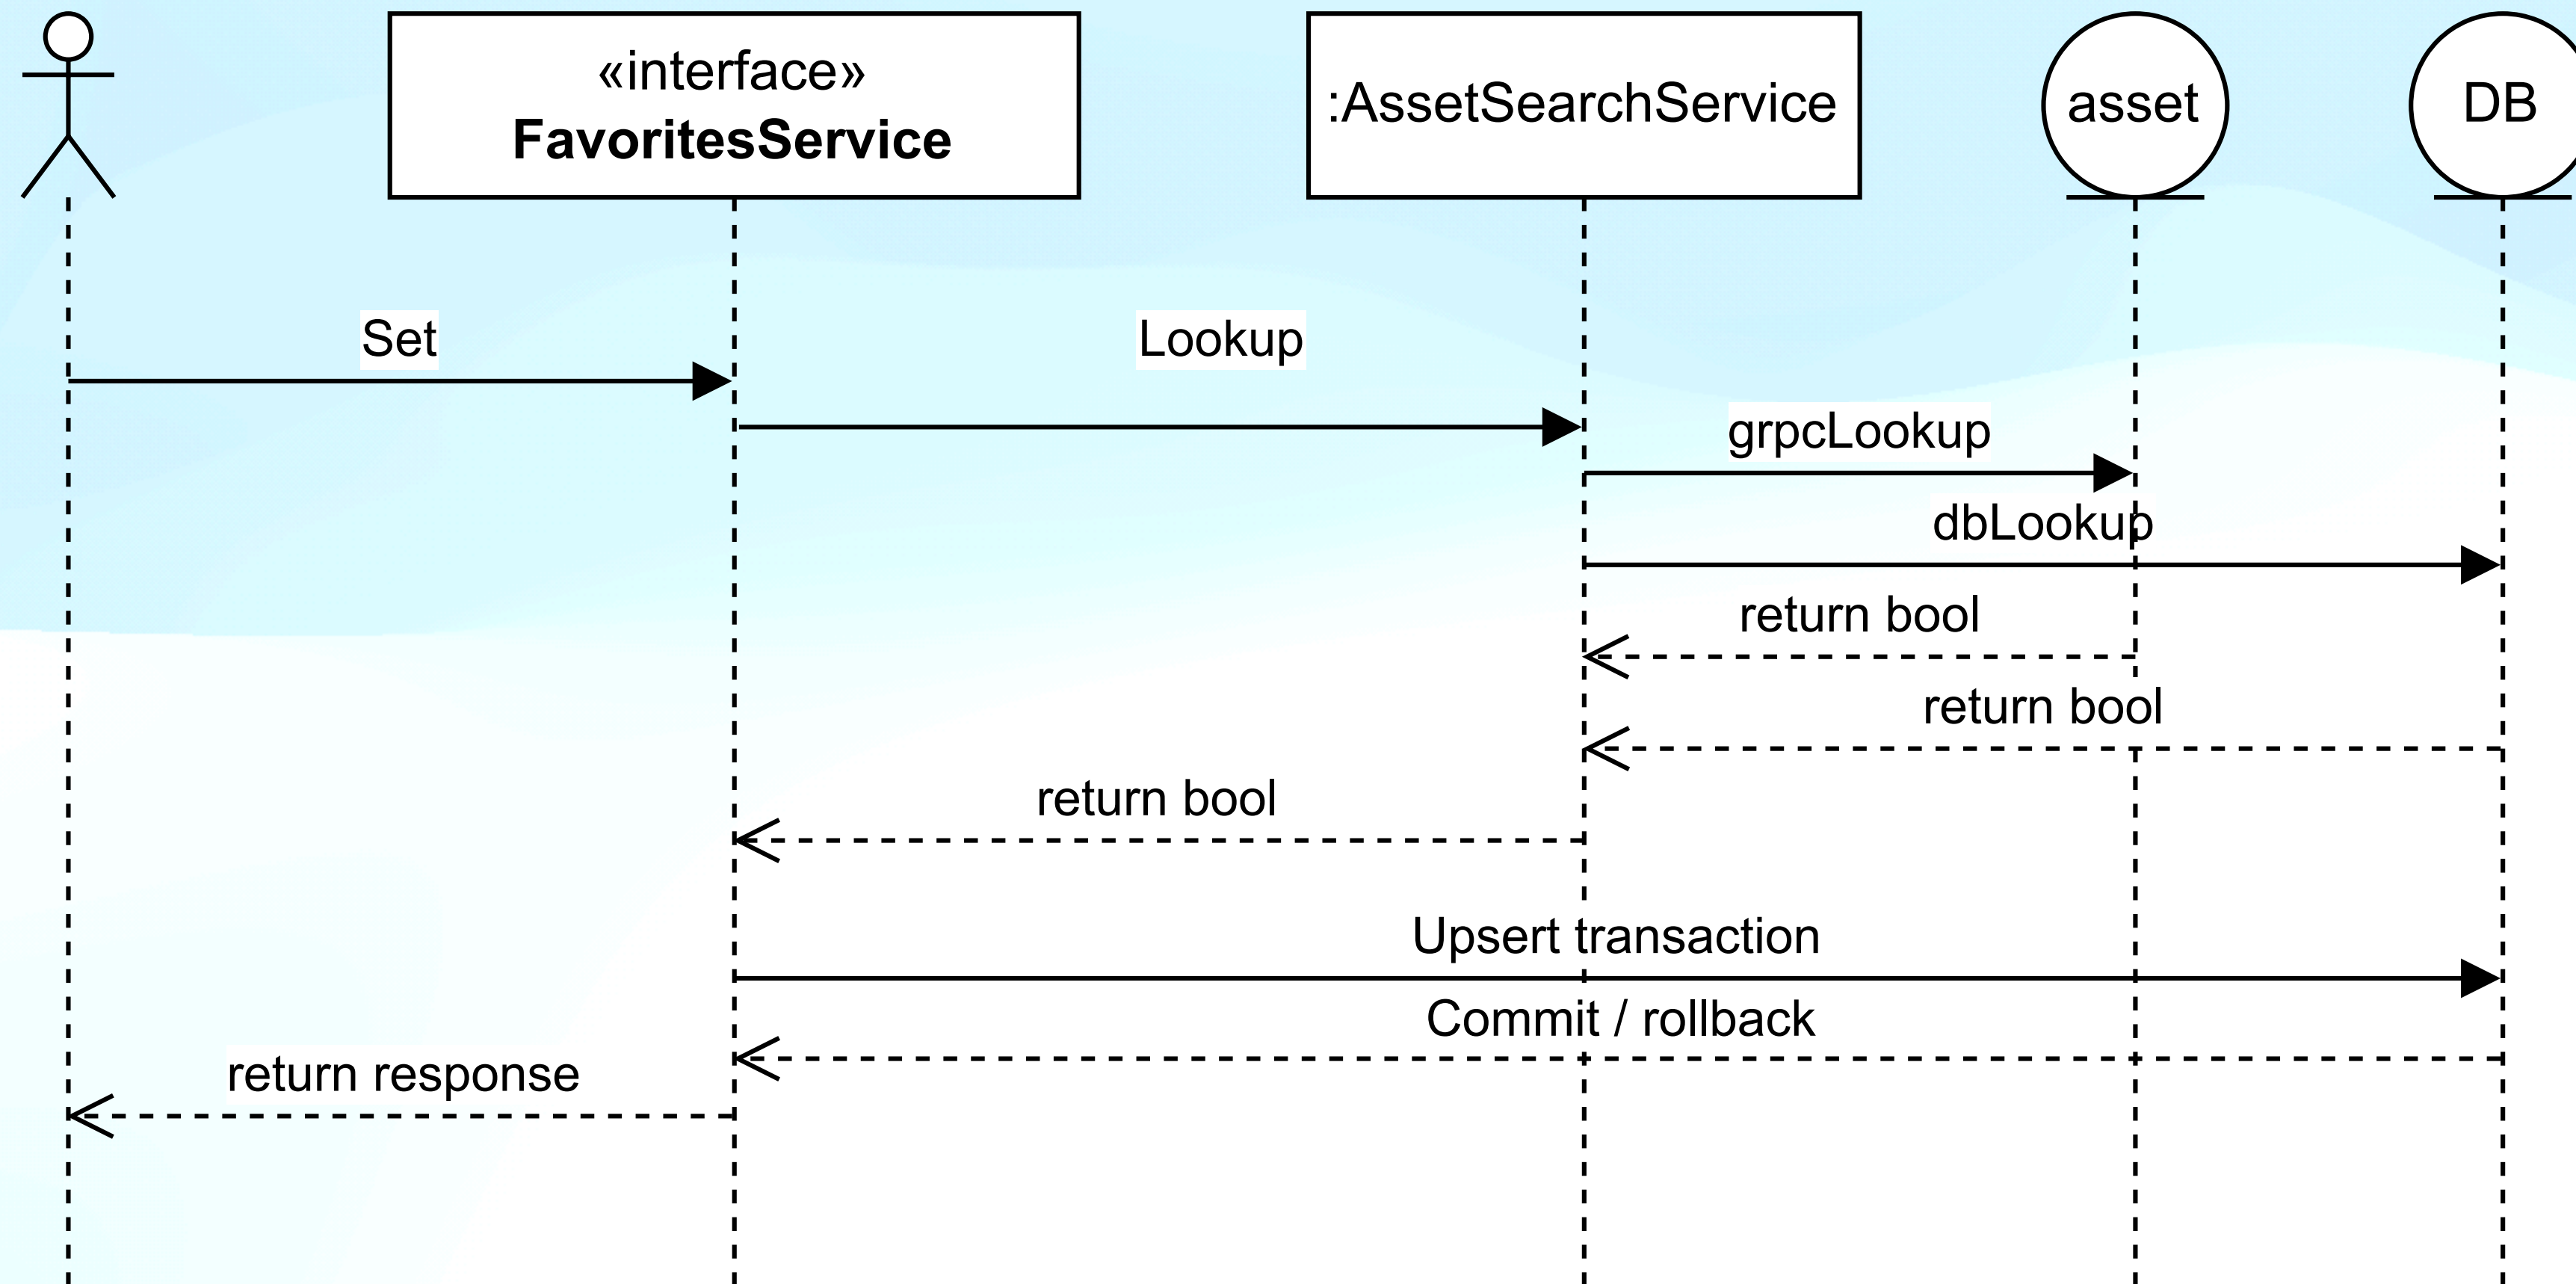 «interface»
FavoritesService
:AssetSearchService
asset
DB
Set
Lookup
grpcLookup
dbLookup
return bool
return bool
return bool
Upsert transaction
Commit / rollback
return response